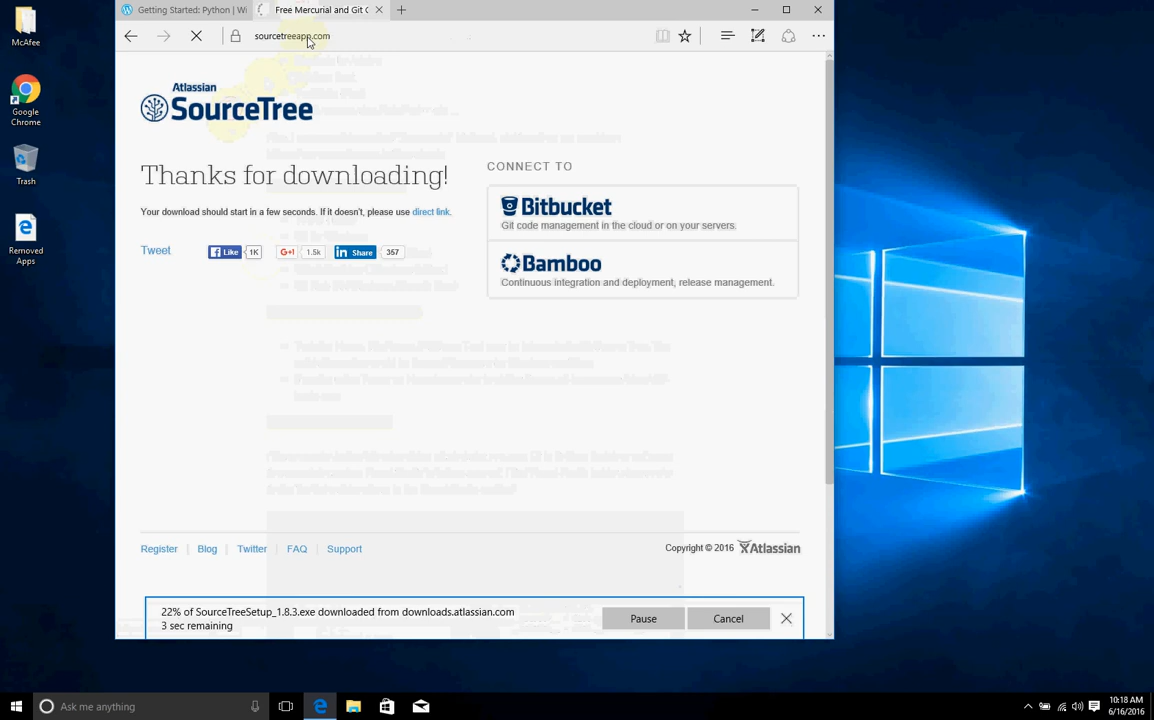 McAfee
Google
Chrome
Trash
Removed
Apps
Getting Started: Python | Wi
Free Mercurial and Git C
sourcetreeapp.com
Atlassian
SourceTree
Thanks for downloading!
Your download should start in a few seconds. If it doesn't, please use direct link.
Tweet
Like
1K
G+1
1.5k
in Share
357
CONNECT TO
Bitbucket
Git code management in the cloud or on your servers.
Bamboo
Continuous integration and deployment, release management.
Register
Blog
Twitter
FAQ
Support
Copyright © 2016 Atlassian
22% of SourceTreeSetup_1.8.3.exe downloaded from downloads.atlassian.com
3 sec remaining
Pause
Cancel
Ask me anything
10:18 AM
6/16/2016